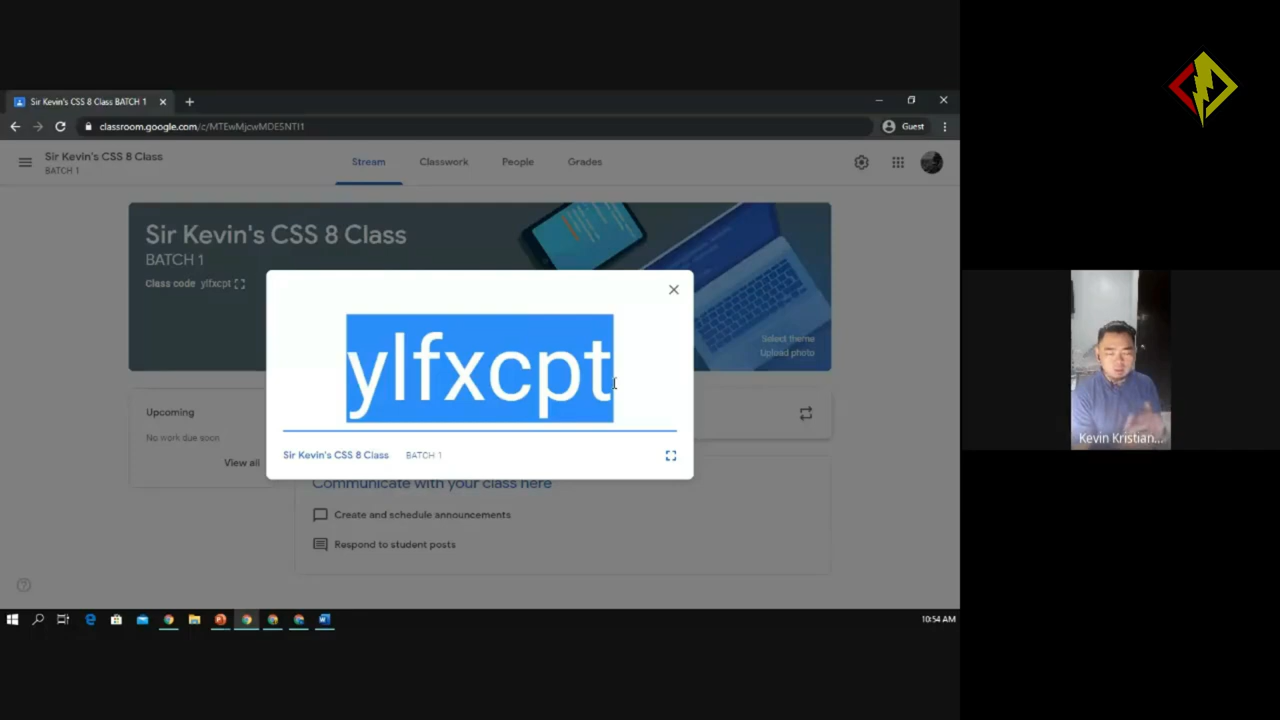 Sir Kevin's CSS 8 Class BATCH 1
classroom.google.com/c/MTEwMjcwMDE5NTI1
Guest
Sir Kevin's CSS 8 Class
BATCH 1
Stream
Classwork
People
Grades
Sir Kevin's CSS 8 Class
BATCH 1
Class code ylfxcpt
Select theme
Upload photo
ylfxcpt
Sir Kevin's CSS 8 Class BATCH 1
Upcoming
No work due soon
View all
Communicate with your class here
Create and schedule announcements
Respond to student posts
Kevin Kristian...
10:54 AM